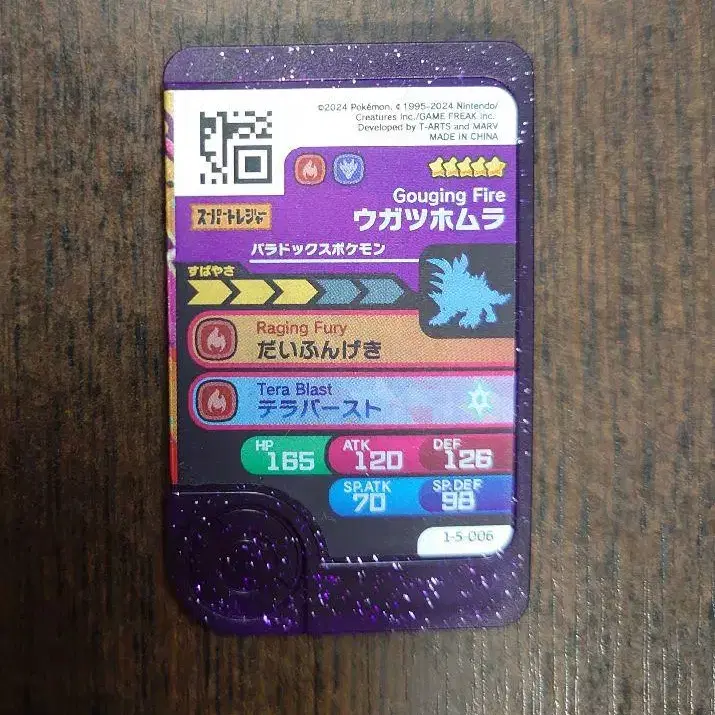 ©2024 Pokémon. ¢ 1995-2024 Nintendo/
Creatures Inc./GAME FREAK inc.
Developed by T-ARTS and MARV
MADE IN CHINA
Gouging Fire
スーパートレジャー
ウガツホムラ
パラドックスポケモン
すばやさ
Raging Fury
だいふんげき
Tera Blast
テラバースト
HP 165 ATK 120 DEF 126
SP.ATK 70 SP.DEF 98
1-5-006